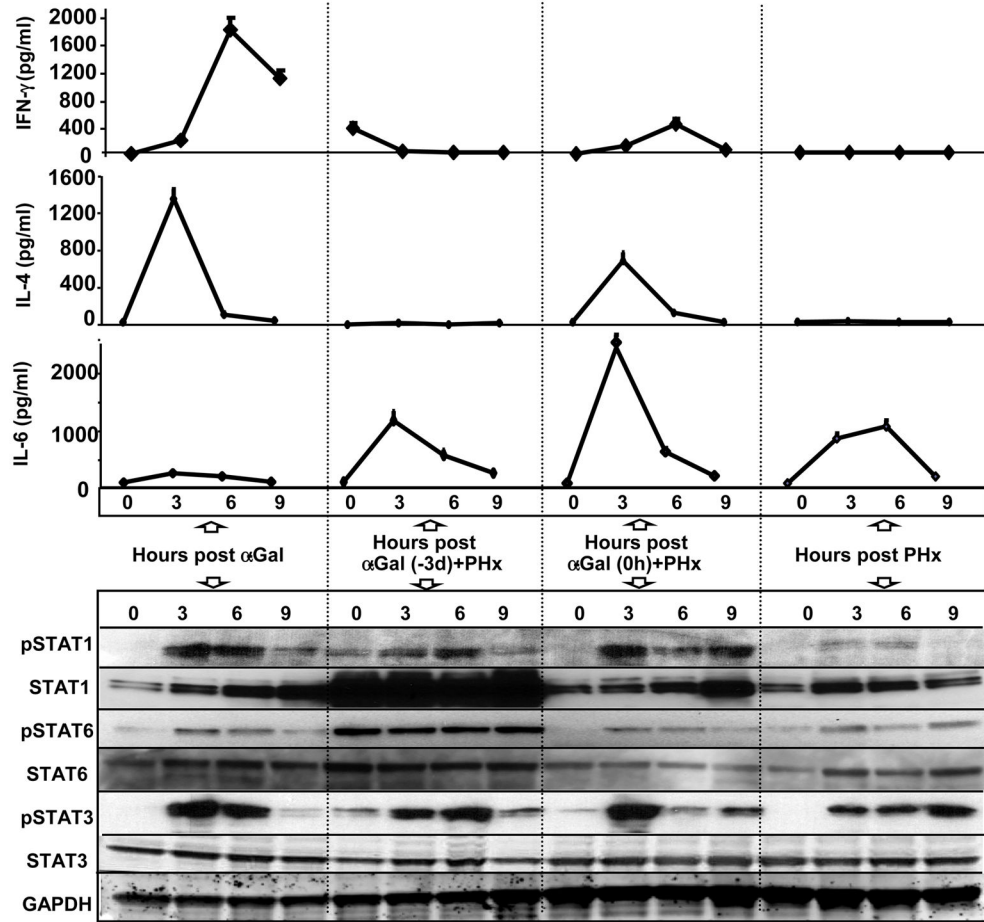 2000
1600
1200
800
400
0
IFN-γ (pg/ml)
1600
1200
800
400
0
IL-4 (pg/ml)
2000
1000
0
IL-6 (pg/ml)
0 3 6 9 0 3 6 9 0 3 6 9 0 3 6 9
Hours post αGal
Hours post
αGal (-3d)+PHx
Hours post
αGal (0h)+PHx
Hours post PHx
0 3 6 9 0 3 6 9 0 3 6 9 0 3 6 9
pSTAT1
STAT1
pSTAT6
STAT6
pSTAT3
STAT3
GAPDH